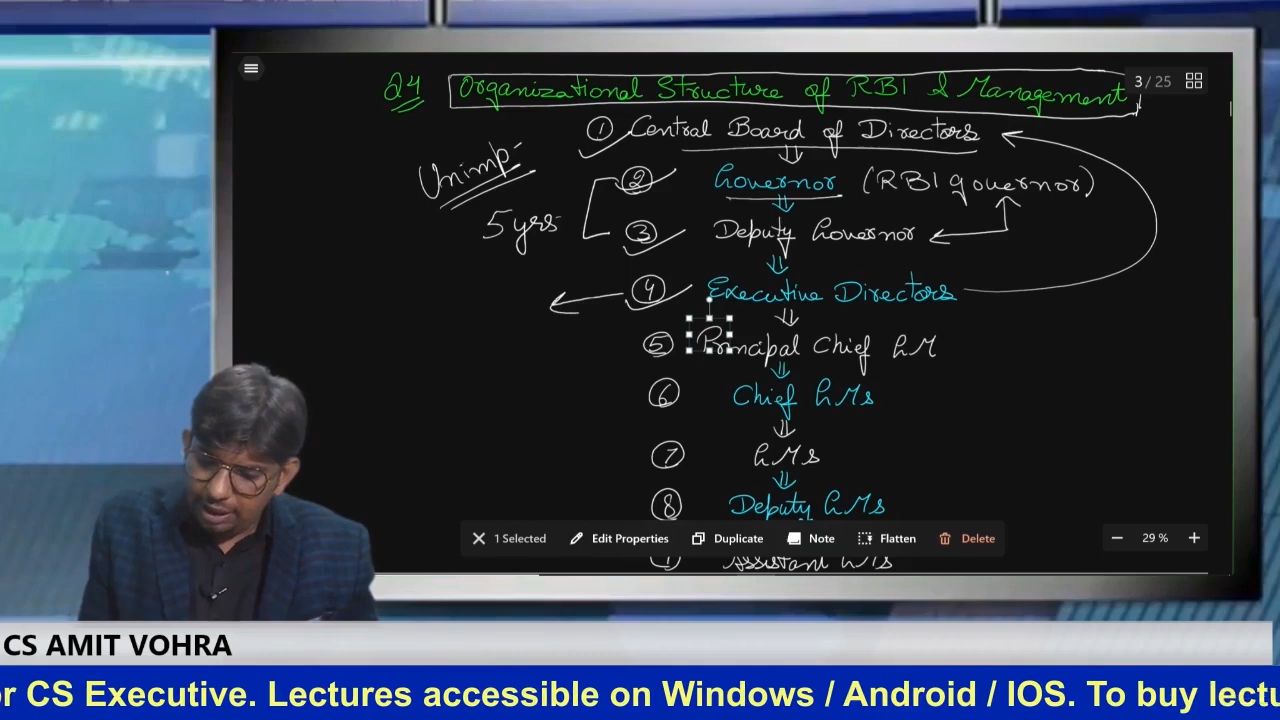 Q4 Organizational Structure of RBI & Management
3 / 25
① Central Board of Directors
Unimp-
② Governor (RBI governor)
5 yrs-
③ Deputy Governor
④ Executive Directors
⑤ Principal Chief GM
⑥ Chief GMs
⑦ GMs
⑧ Deputy GMs
1 Selected Edit Properties Duplicate Note Flatten Delete
29 %
Assistant GMs
CS AMIT VOHRA
or CS Executive. Lectures accessible on Windows / Android / IOS. To buy lectu